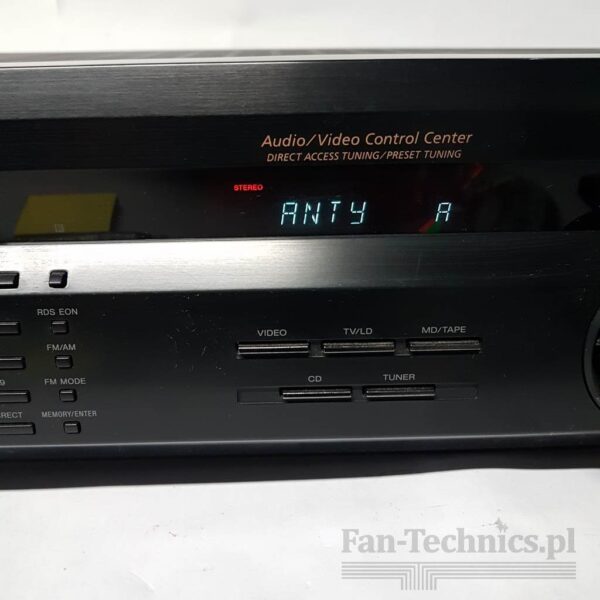 Audio/Video Control Center
DIRECT ACCESS TUNING/PRESET TUNING
STEREO
ANTY A
RDS EON
VIDEO TV/LD MD/TAPE
FM/AM
9 FM MODE
CD TUNER
MEMORY/ENTER
Fan-Technics.pl